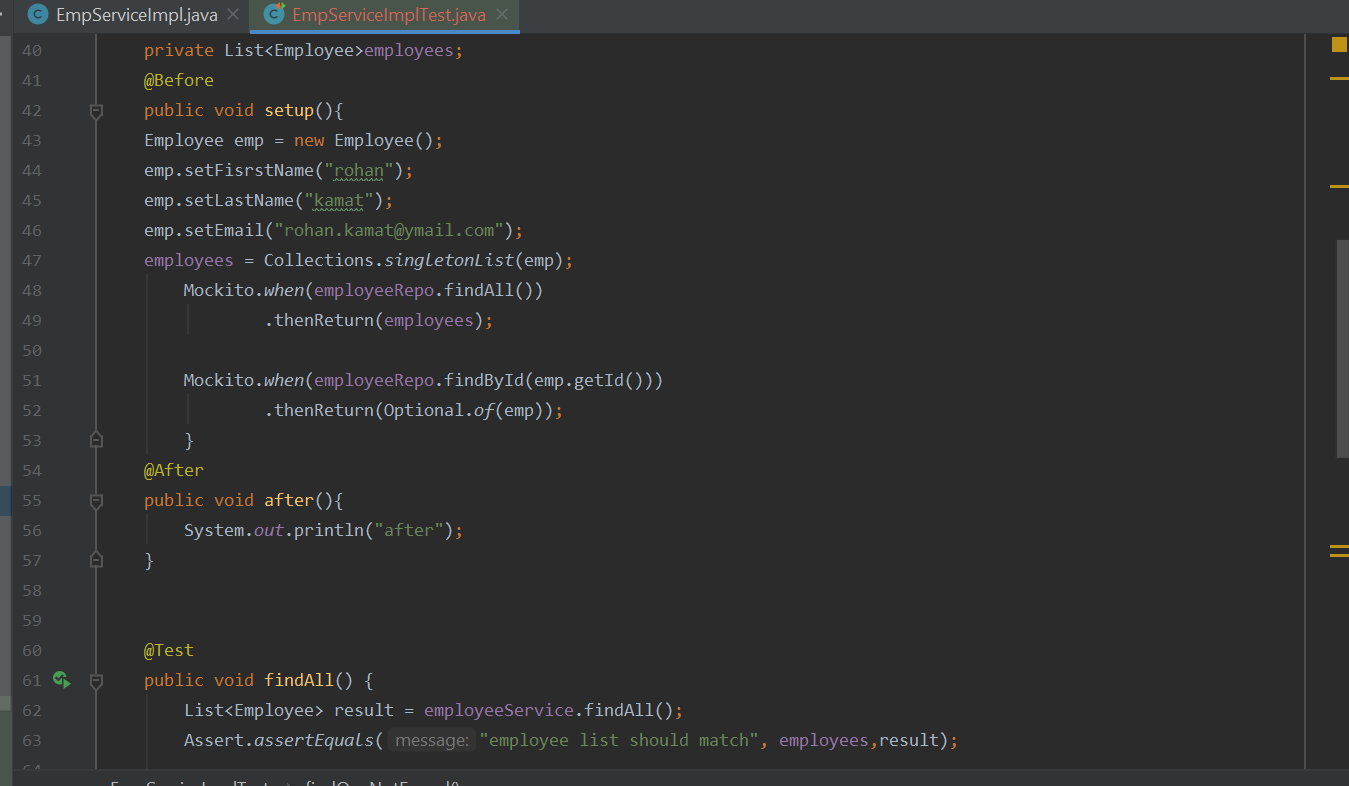 EmpServiceImpl.java EmpServiceImplTest.java
40 private List<Employee>employees;
41 @Before
42 public void setup(){
43 Employee emp = new Employee();
44 emp.setFisrstName("rohan");
45 emp.setLastName("kamat");
46 emp.setEmail("rohan.kamat@ymail.com");
47 employees = Collections.singletonList(emp);
48 Mockito.when(employeeRepo.findAll())
49 .thenReturn(employees);
50
51 Mockito.when(employeeRepo.findById(emp.getId()))
52 .thenReturn(Optional.of(emp));
53 }
54 @After
55 public void after(){
56 System.out.println("after");
57 }
58
59
60 @Test
61 public void findAll() {
62 List<Employee> result = employeeService.findAll();
63 Assert.assertEquals( message: "employee list should match", employees,result);